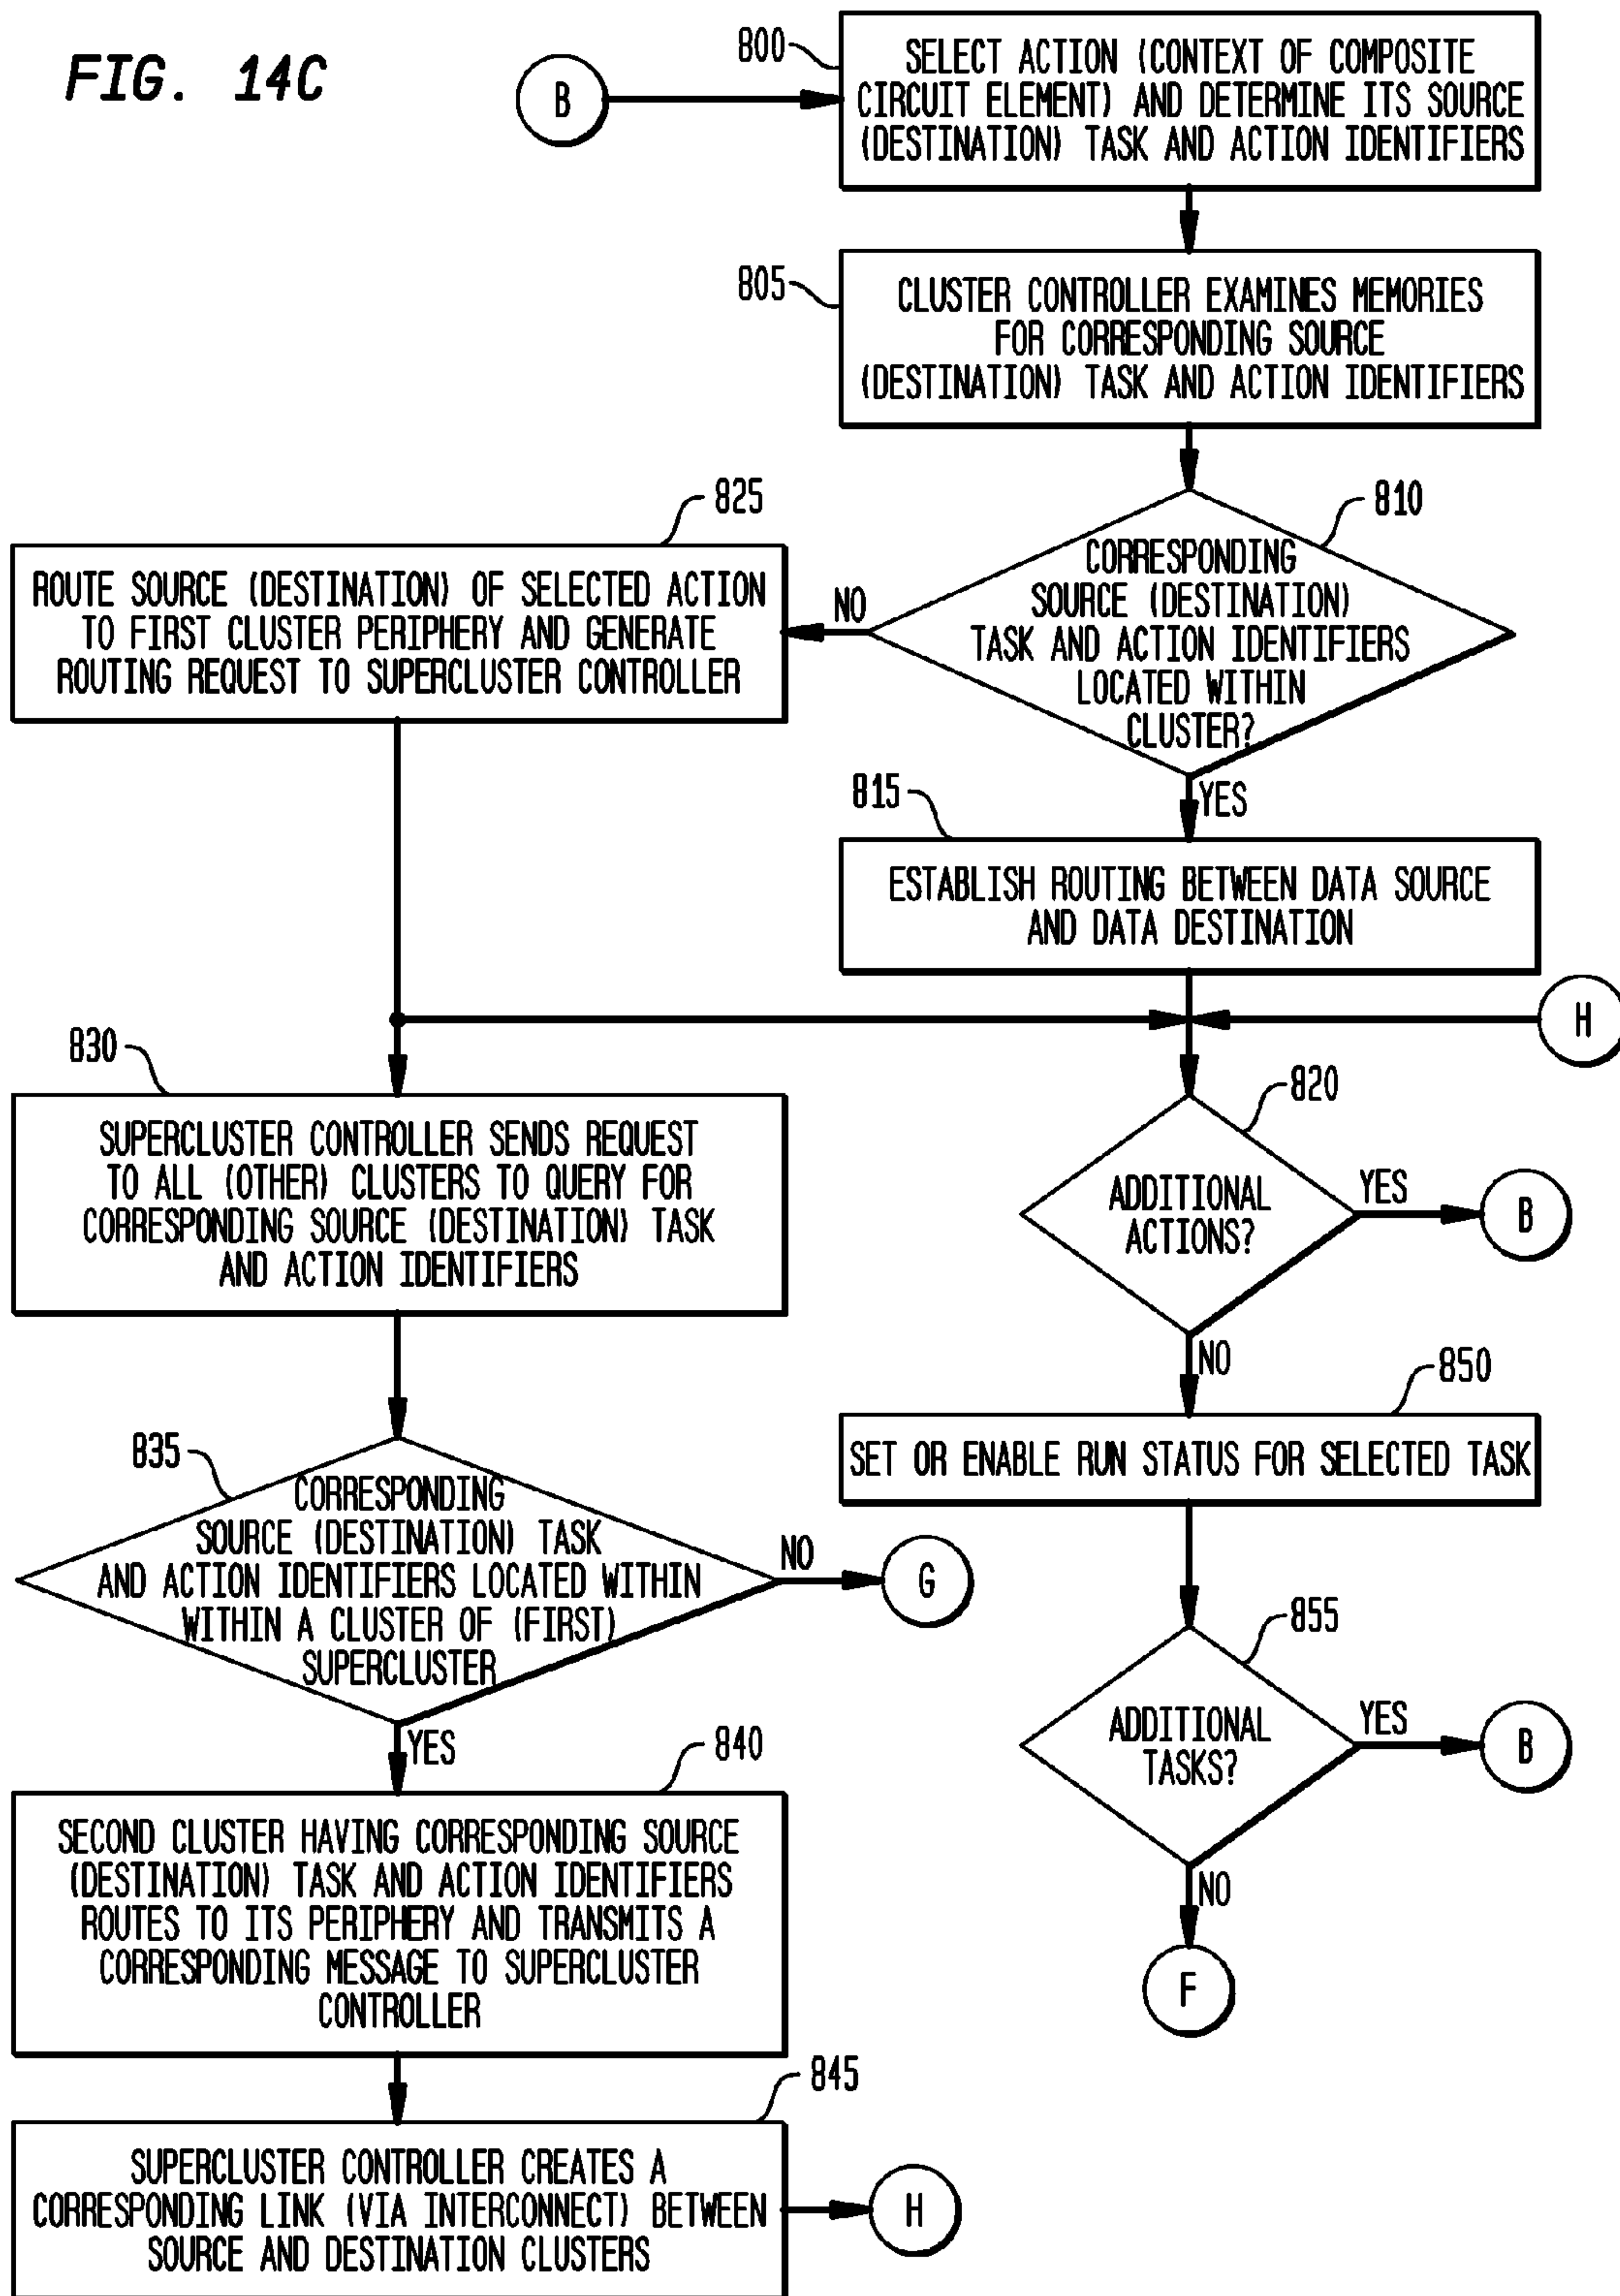 FIG. 14C
B
800
SELECT ACTION (CONTEXT OF COMPOSITE
CIRCUIT ELEMENT) AND DETERMINE ITS SOURCE
(DESTINATION) TASK AND ACTION IDENTIFIERS
805
CLUSTER CONTROLLER EXAMINES MEMORIES
FOR CORRESPONDING SOURCE
(DESTINATION) TASK AND ACTION IDENTIFIERS
810
CORRESPONDING
SOURCE (DESTINATION)
TASK AND ACTION IDENTIFIERS
LOCATED WITHIN
CLUSTER?
NO
YES
825
ROUTE SOURCE (DESTINATION) OF SELECTED ACTION
TO FIRST CLUSTER PERIPHERY AND GENERATE
ROUTING REQUEST TO SUPERCLUSTER CONTROLLER
815
ESTABLISH ROUTING BETWEEN DATA SOURCE
AND DATA DESTINATION
H
820
ADDITIONAL
ACTIONS?
YES
B
NO
830
SUPERCLUSTER CONTROLLER SENDS REQUEST
TO ALL (OTHER) CLUSTERS TO QUERY FOR
CORRESPONDING SOURCE (DESTINATION) TASK
AND ACTION IDENTIFIERS
850
SET OR ENABLE RUN STATUS FOR SELECTED TASK
835
CORRESPONDING
SOURCE (DESTINATION) TASK
AND ACTION IDENTIFIERS LOCATED WITHIN
WITHIN A CLUSTER OF (FIRST)
SUPERCLUSTER
NO
G
YES
855
ADDITIONAL
TASKS?
YES
B
NO
F
840
SECOND CLUSTER HAVING CORRESPONDING SOURCE
(DESTINATION) TASK AND ACTION IDENTIFIERS
ROUTES TO ITS PERIPHERY AND TRANSMITS A
CORRESPONDING MESSAGE TO SUPERCLUSTER
CONTROLLER
845
SUPERCLUSTER CONTROLLER CREATES A
CORRESPONDING LINK (VIA INTERCONNECT) BETWEEN
SOURCE AND DESTINATION CLUSTERS
H